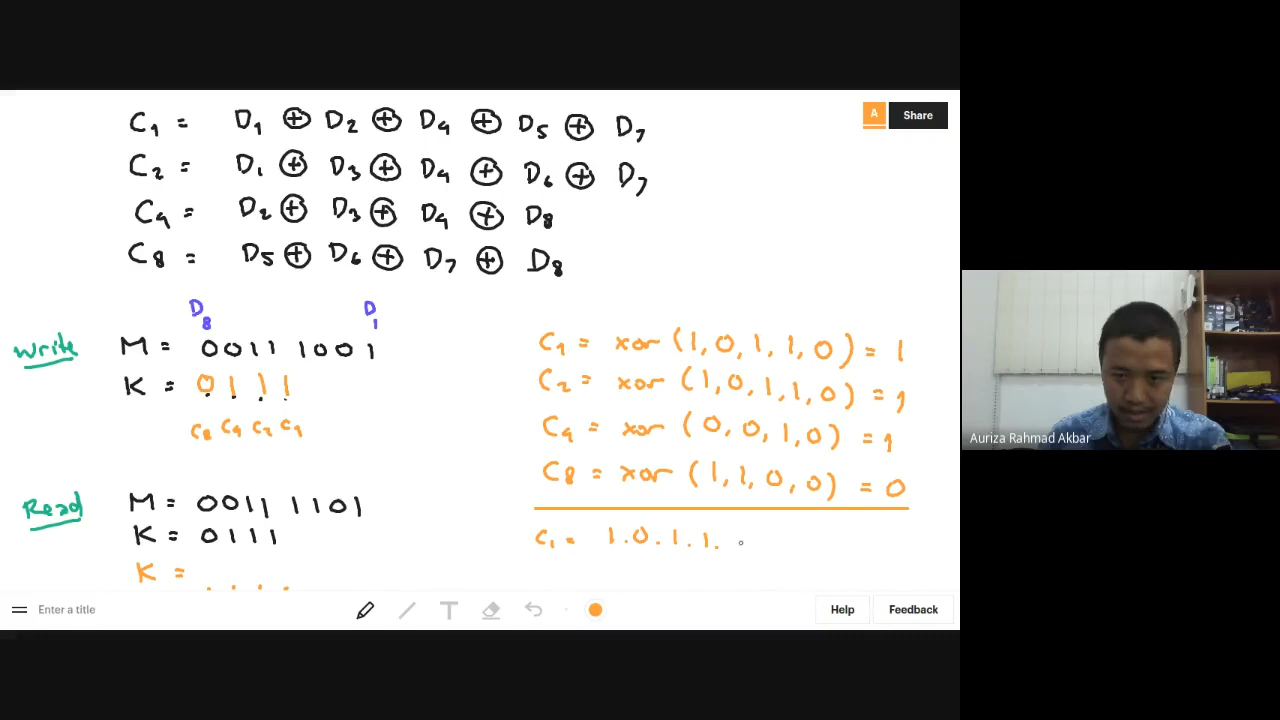 C1 = D1 ⊕ D2 ⊕ D4 ⊕ D5 ⊕ D7
C2 = D1 ⊕ D3 ⊕ D4 ⊕ D6 ⊕ D7
C4 = D2 ⊕ D3 ⊕ D4 ⊕ D8
C8 = D5 ⊕ D6 ⊕ D7 ⊕ D8
A Share
D8 D1
Write M = 0011 1001
K = 0111
C8 C4 C2 C1
C1 = xor (1,0,1,1,0) = 1
C2 = xor (1,0,1,1,0) = 1
C4 = xor (0,0,1,0) = 1
C8 = xor (1,1,0,0) = 0
Read M = 0011 1101
K = 0111
K =
C1 = 1.0.1.1.
Auriza Rahmad Akbar
Enter a title
T
Help
Feedback